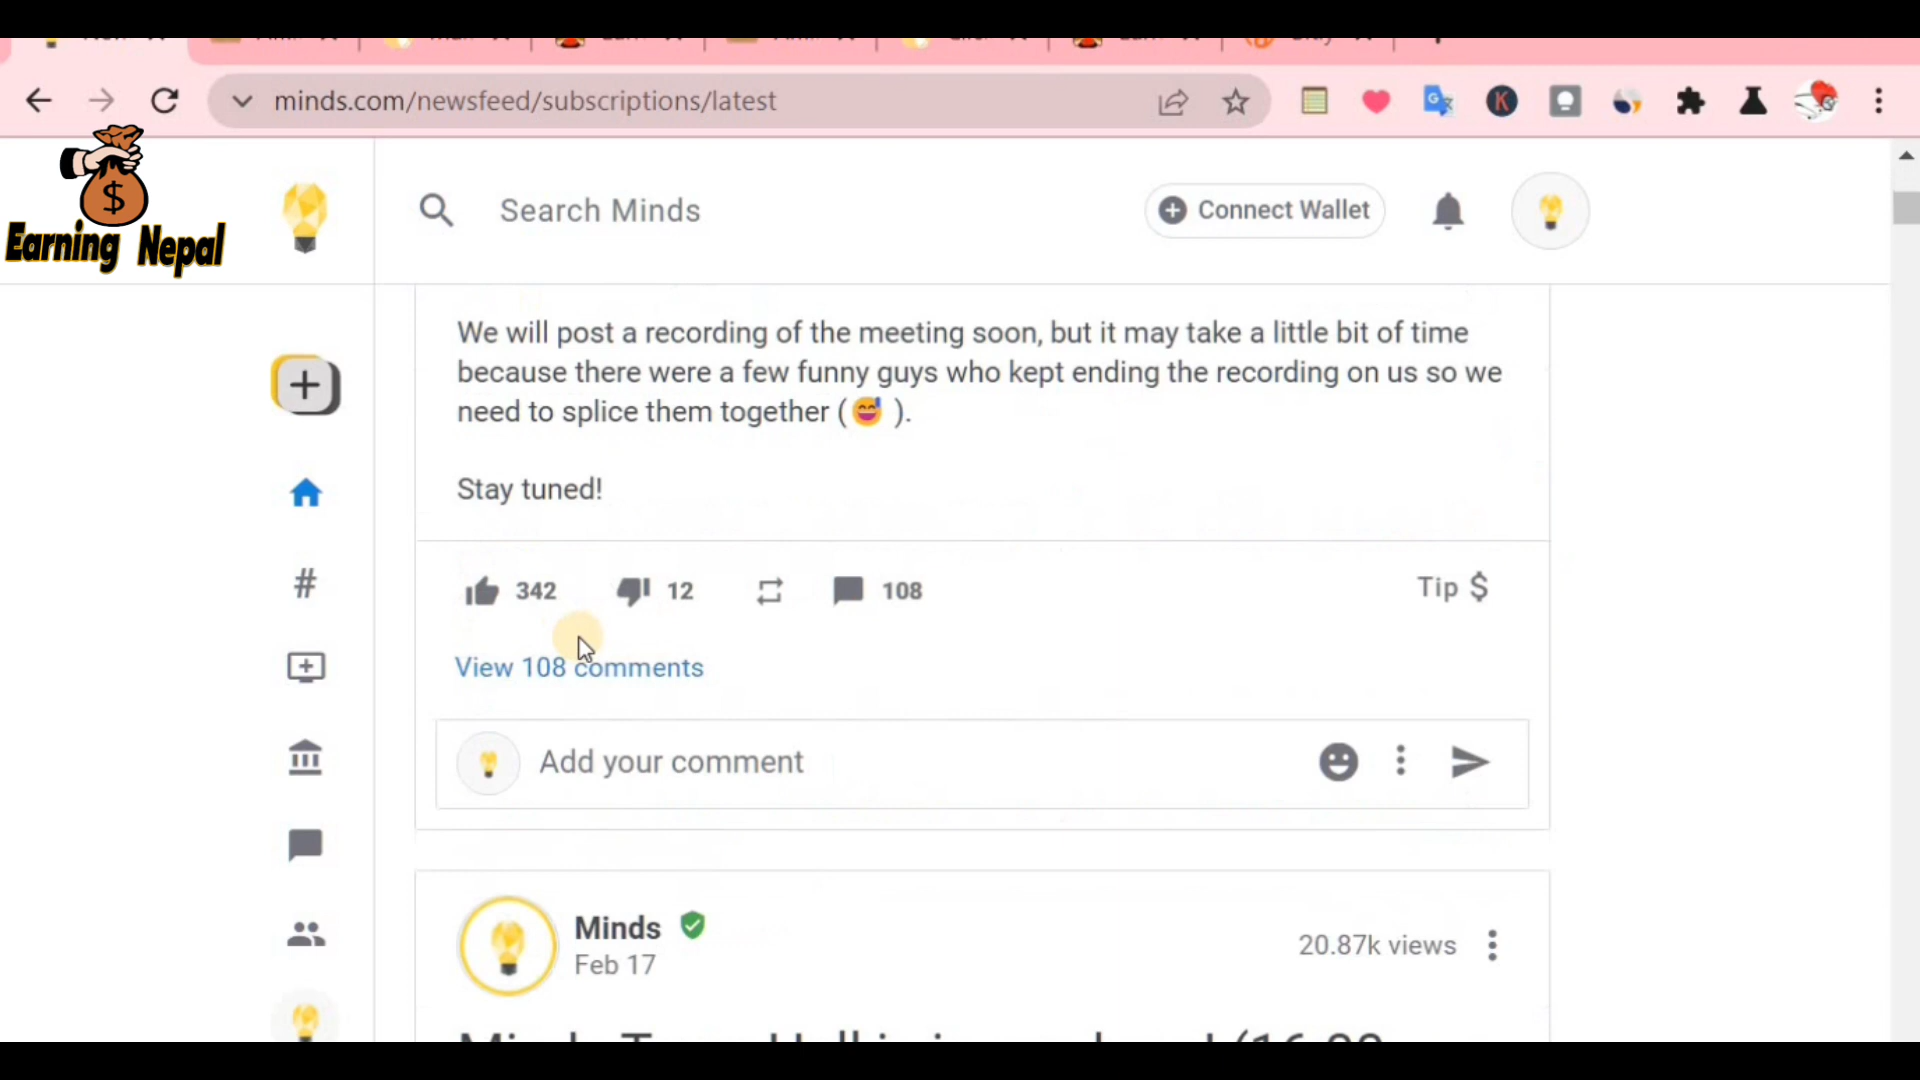 minds.com/newsfeed/subscriptions/latest
Earning Nepal
Search Minds
Connect Wallet
We will post a recording of the meeting soon, but it may take a little bit of time
because there were a few funny guys who kept ending the recording on us so we
need to splice them together (😅 ).
Stay tuned!
342
12
108
Tip $
View 108 comments
Add your comment
Minds
Feb 17
20.87k views